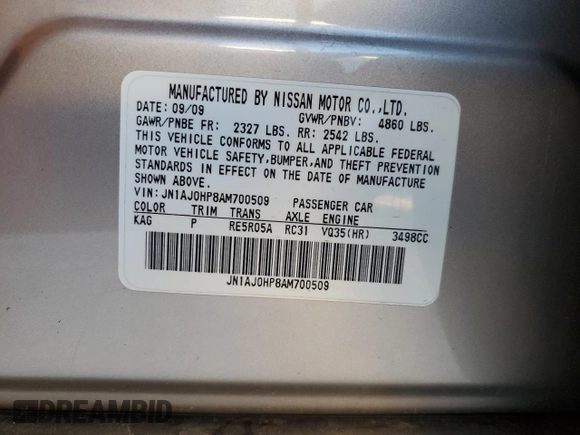 MANUFACTURED BY NISSAN MOTOR CO.,LTD.
DATE: 09/09 GVWR/PNBV: 4860 LBS.
GAWR/PNBE FR: 2327 LBS. RR: 2542 LBS.
THIS VEHICLE CONFORMS TO ALL APPLICABLE FEDERAL
MOTOR VEHICLE SAFETY,BUMPER,AND THEFT PREVENTION
STANDARDS IN EFFECT ON THE DATE OF MANUFACTURE
SHOWN ABOVE.
VIN: JN1AJ0HP8AM700509 PASSENGER CAR
COLOR TRIM TRANS AXLE ENGINE
KAG P RE5R05A RC31 VQ35(HR) 3498CC
JN1AJ0HP8AM700509
DREAMBID